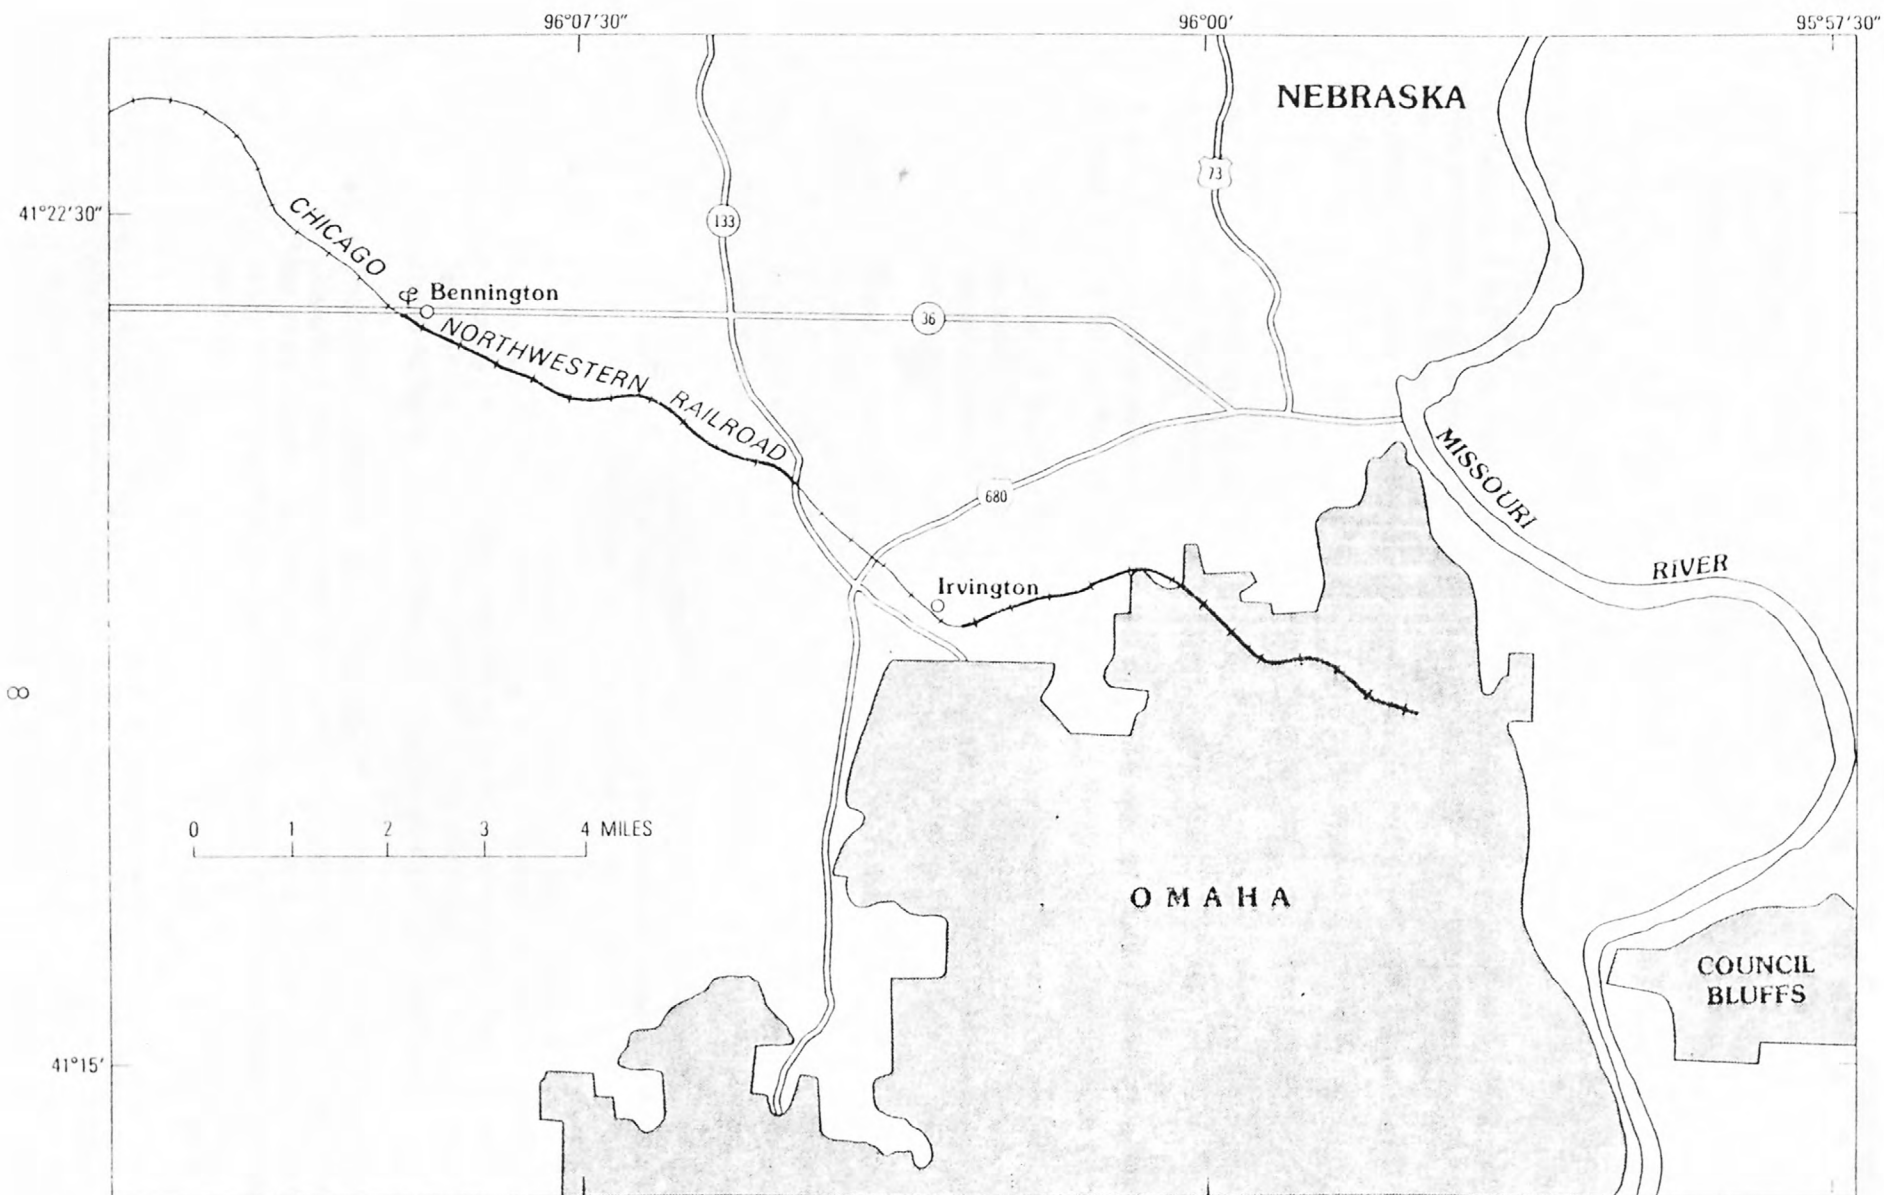 96°07'30" 96°00' 95°57'30"
NEBRASKA
73
41°22'30"
133
CHICAGO
Bennington
36
NORTHWESTERN
RAILROAD
MISSOURI
680
RIVER
Irvington
8
0 1 2 3 4 MILES
OMAHA
COUNCIL
BLUFFS
41°15'